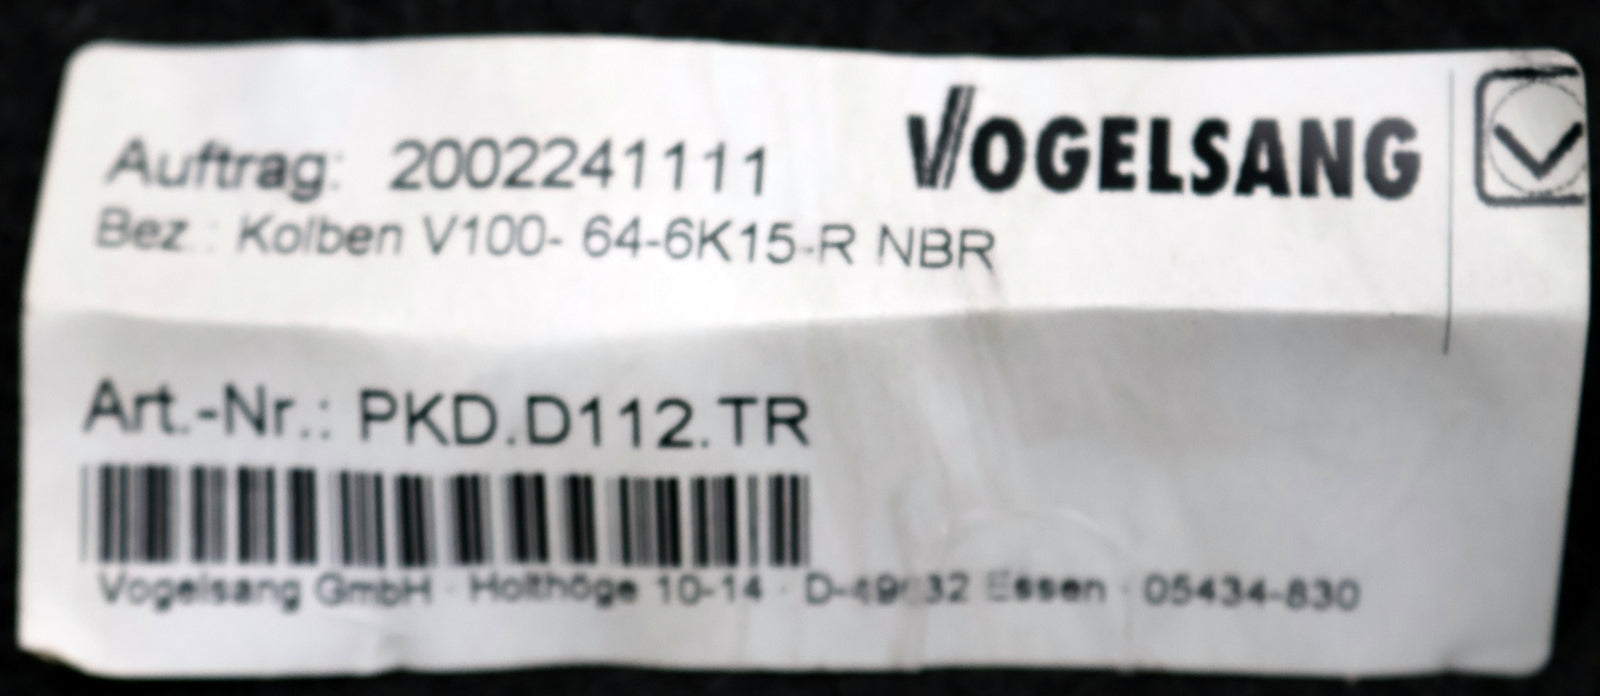 VOGELSANG
Auftrag: 2002241111
Bez.: Kolben V100- 64-6K15-R NBR
Art.-Nr.: PKD.D112.TR
Vogelsang GmbH · Holthöge 10-14 · Essen · 05434-830